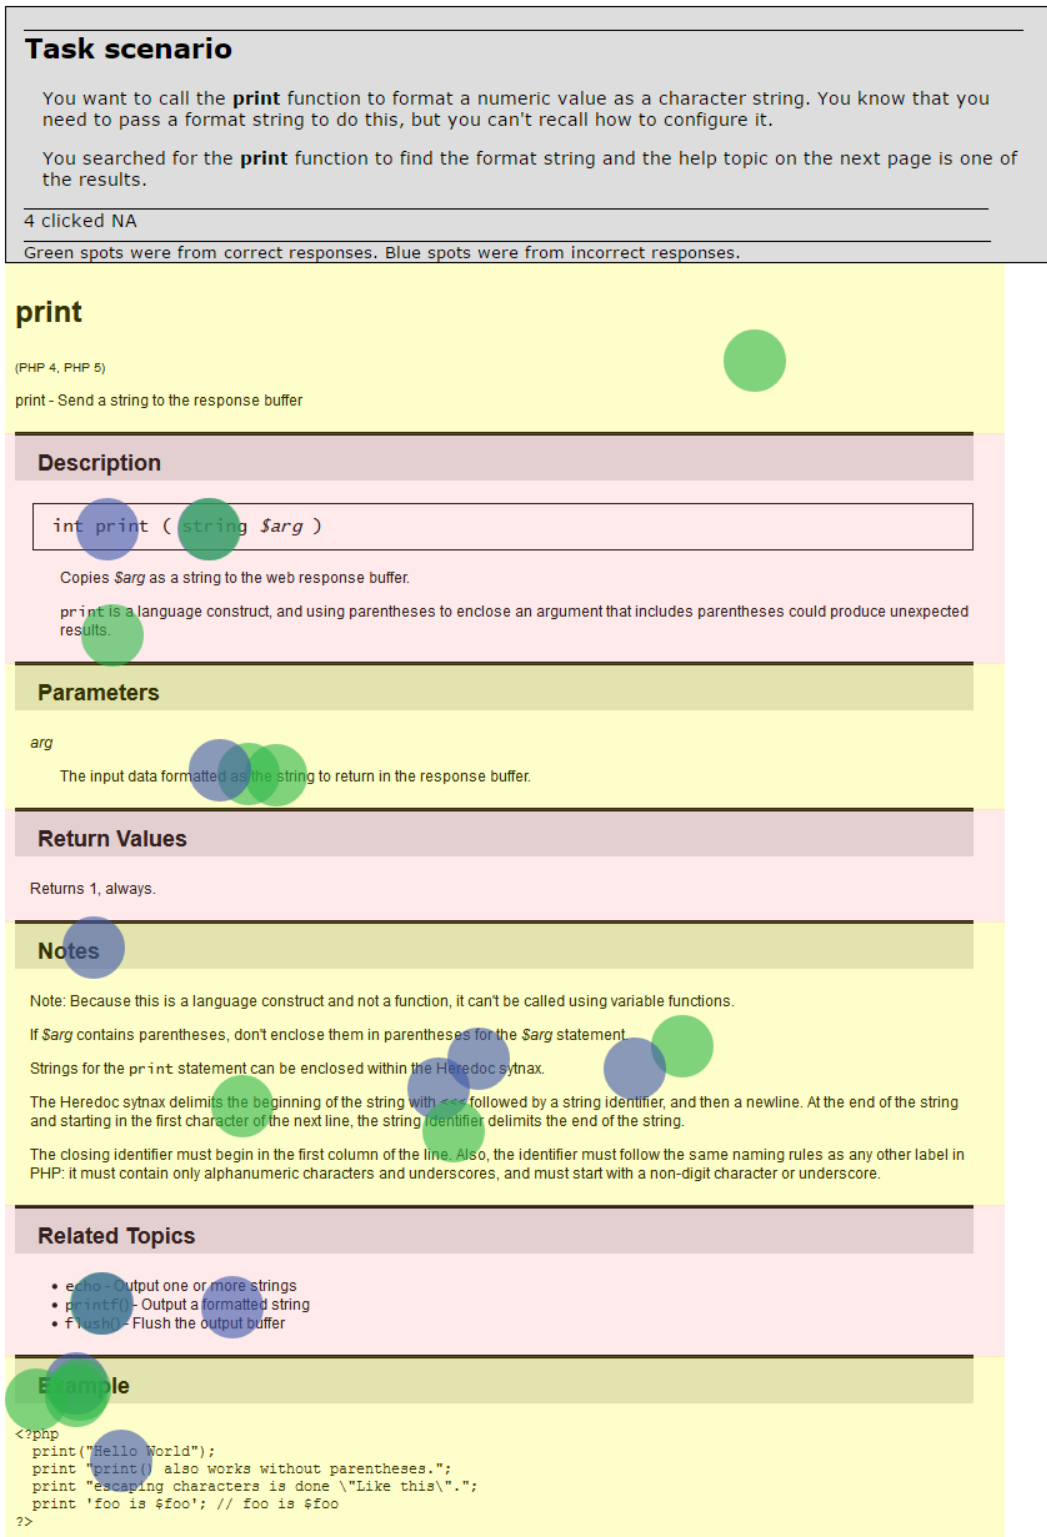 Task scenario
You want to call the print function to format a numeric value as a character string. You know that you
need to pass a format string to do this, but you can't recall how to configure it.
You searched for the print function to find the format string and the help topic on the next page is one of
the results.
4 clicked NA
Green spots were from correct responses. Blue spots were from incorrect responses.
print
(PHP 4, PHP 5)
print - Send a string to the response buffer
Description
int print ( string $arg )
Copies $arg as a string to the web response buffer.
print is a language construct, and using parentheses to enclose an argument that includes parentheses could produce unexpected
results.
Parameters
arg
The input data formatted as the string to return in the response buffer.
Return Values
Returns 1, always.
Notes
Note: Because this is a language construct and not a function, it can't be called using variable functions.
If $arg contains parentheses, don't enclose them in parentheses for the $arg statement.
Strings for the print statement can be enclosed within the Heredoc sytnax.
The Heredoc sytnax delimits the beginning of the string with <<< followed by a string identifier, and then a newline. At the end of the string
and starting in the first character of the next line, the string identifier delimits the end of the string.
The closing identifier must begin in the first column of the line. Also, the identifier must follow the same naming rules as any other label in
PHP: it must contain only alphanumeric characters and underscores, and must start with a non-digit character or underscore.
Related Topics
• echo - Output one or more strings
• printf() - Output a formatted string
• flush() - Flush the output buffer
Example
<?php
print("Hello World");
print "print() also works without parentheses.";
print "escaping characters is done \"Like this\".";
print 'foo is $foo'; // foo is $foo
?>